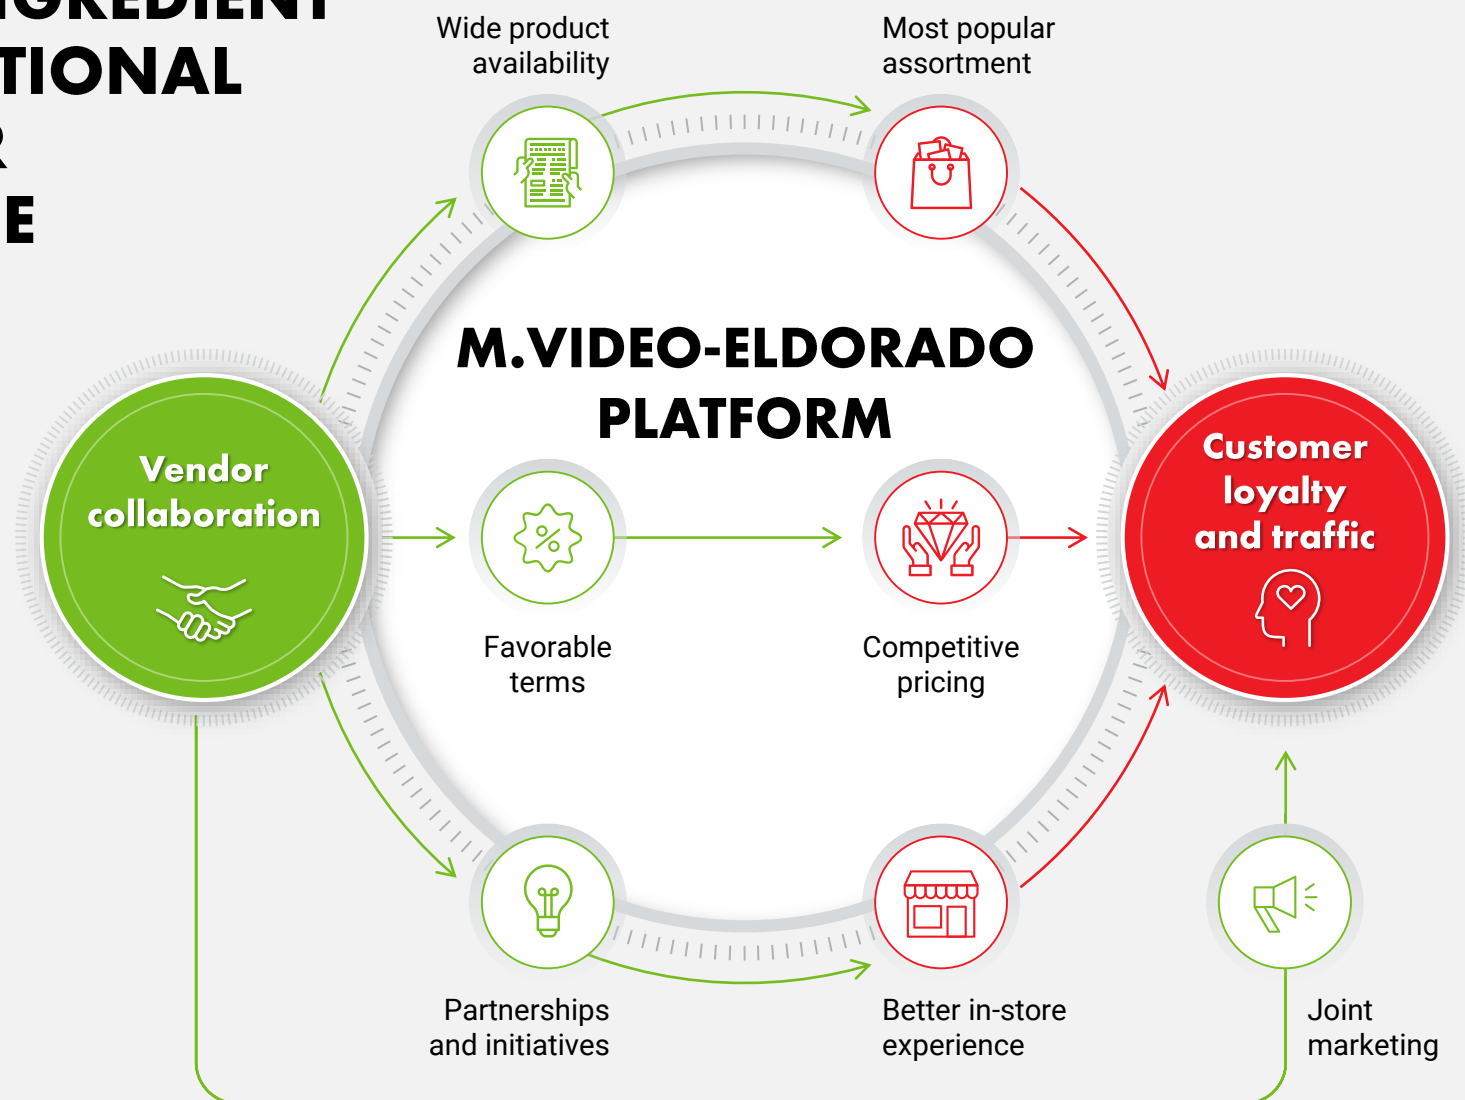 TIONAL
E
Wide product
availability
Most popular
assortment
M.VIDEO-ELDORADO
PLATFORM
Vendor
collaboration
Customer
loyalty
and traffic
Favorable
terms
Competitive
pricing
Partnerships
and initiatives
Better in-store
experience
Joint
marketing